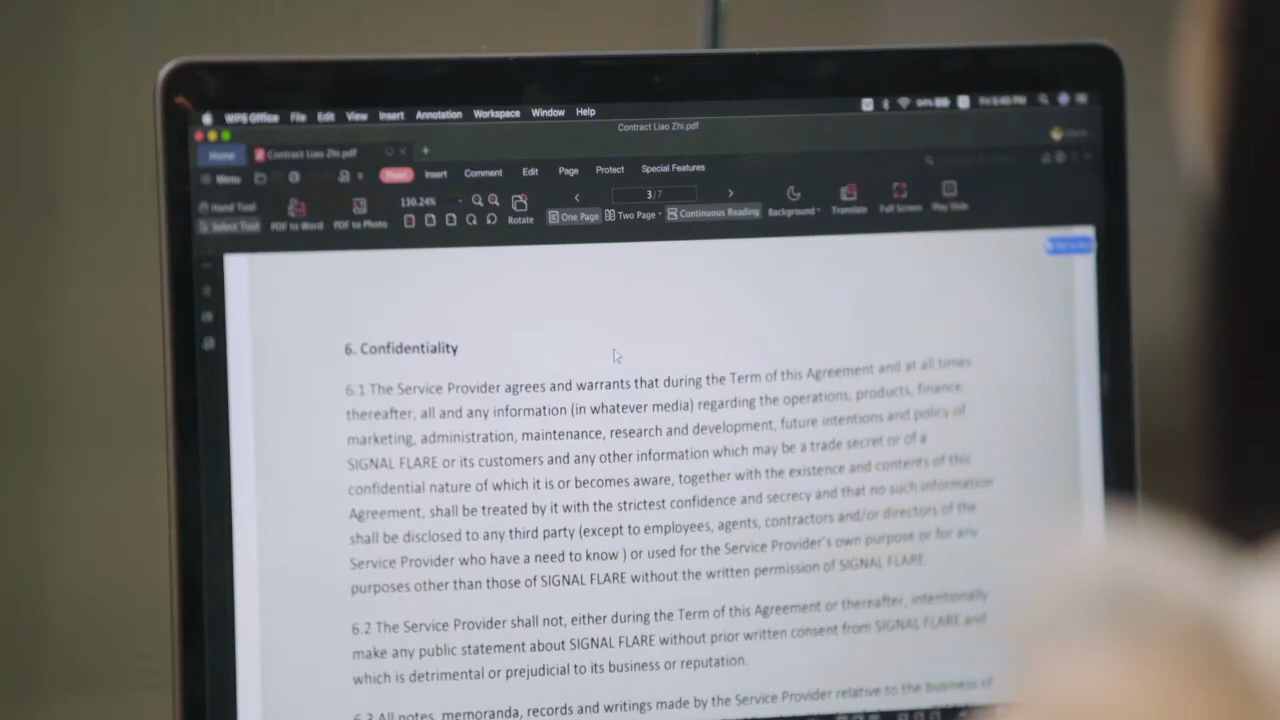 WPS Office File Edit View Insert Annotation Workspace Window Help
Contract Liao Zhi.pdf
Home Contract Liao Zhi.pdf +
Menu Read Insert Comment Edit Page Protect Special Features
Hand Tool 130.24% 3/7
Select Tool PDF to Word PDF to Photo Rotate One Page Two Page Continuous Reading Background Translate Full Screen Play Slide
6. Confidentiality
6.1 The Service Provider agrees and warrants that during the Term of this Agreement and at all times
thereafter, all and any information (in whatever media) regarding the operations, products, finance
marketing, administration, maintenance, research and development, future intentions and policy of
SIGNAL FLARE or its customers and any other information which may be a trade secret or of a
confidential nature of which it is or becomes aware, together with the existence and contents of this
Agreement, shall be treated by it with the strictest confidence and secrecy and that no such information
shall be disclosed to any third party (except to employees, agents, contractors and/or directors of the
Service Provider who have a need to know ) or used for the Service Provider's own purpose or for any
purposes other than those of SIGNAL FLARE without the written permission of SIGNAL FLARE.
6.2 The Service Provider shall not, either during the Term of this Agreement or thereafter, intentionally
make any public statement about SIGNAL FLARE without prior written consent from SIGNAL FLARE and
which is detrimental or prejudicial to its business or reputation.
6.3 All notes, memoranda, records and writings made by the Service Provider relative to the business of